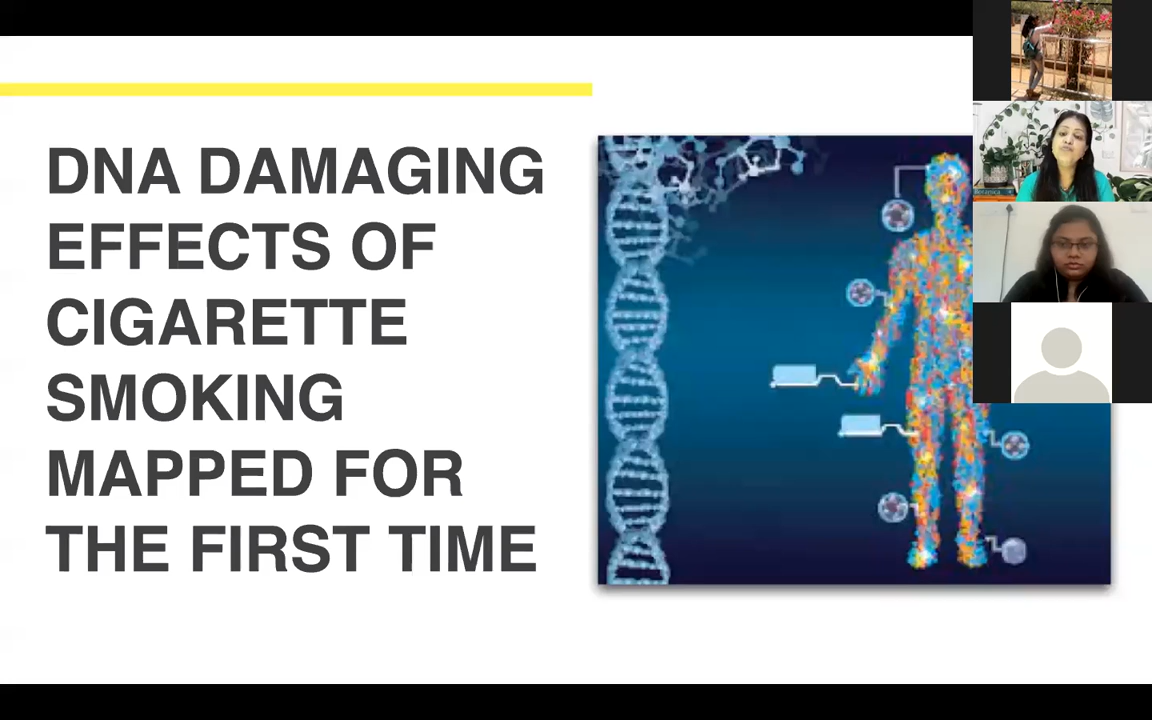 DNA DAMAGING
EFFECTS OF
CIGARETTE
SMOKING
MAPPED FOR
THE FIRST TIME